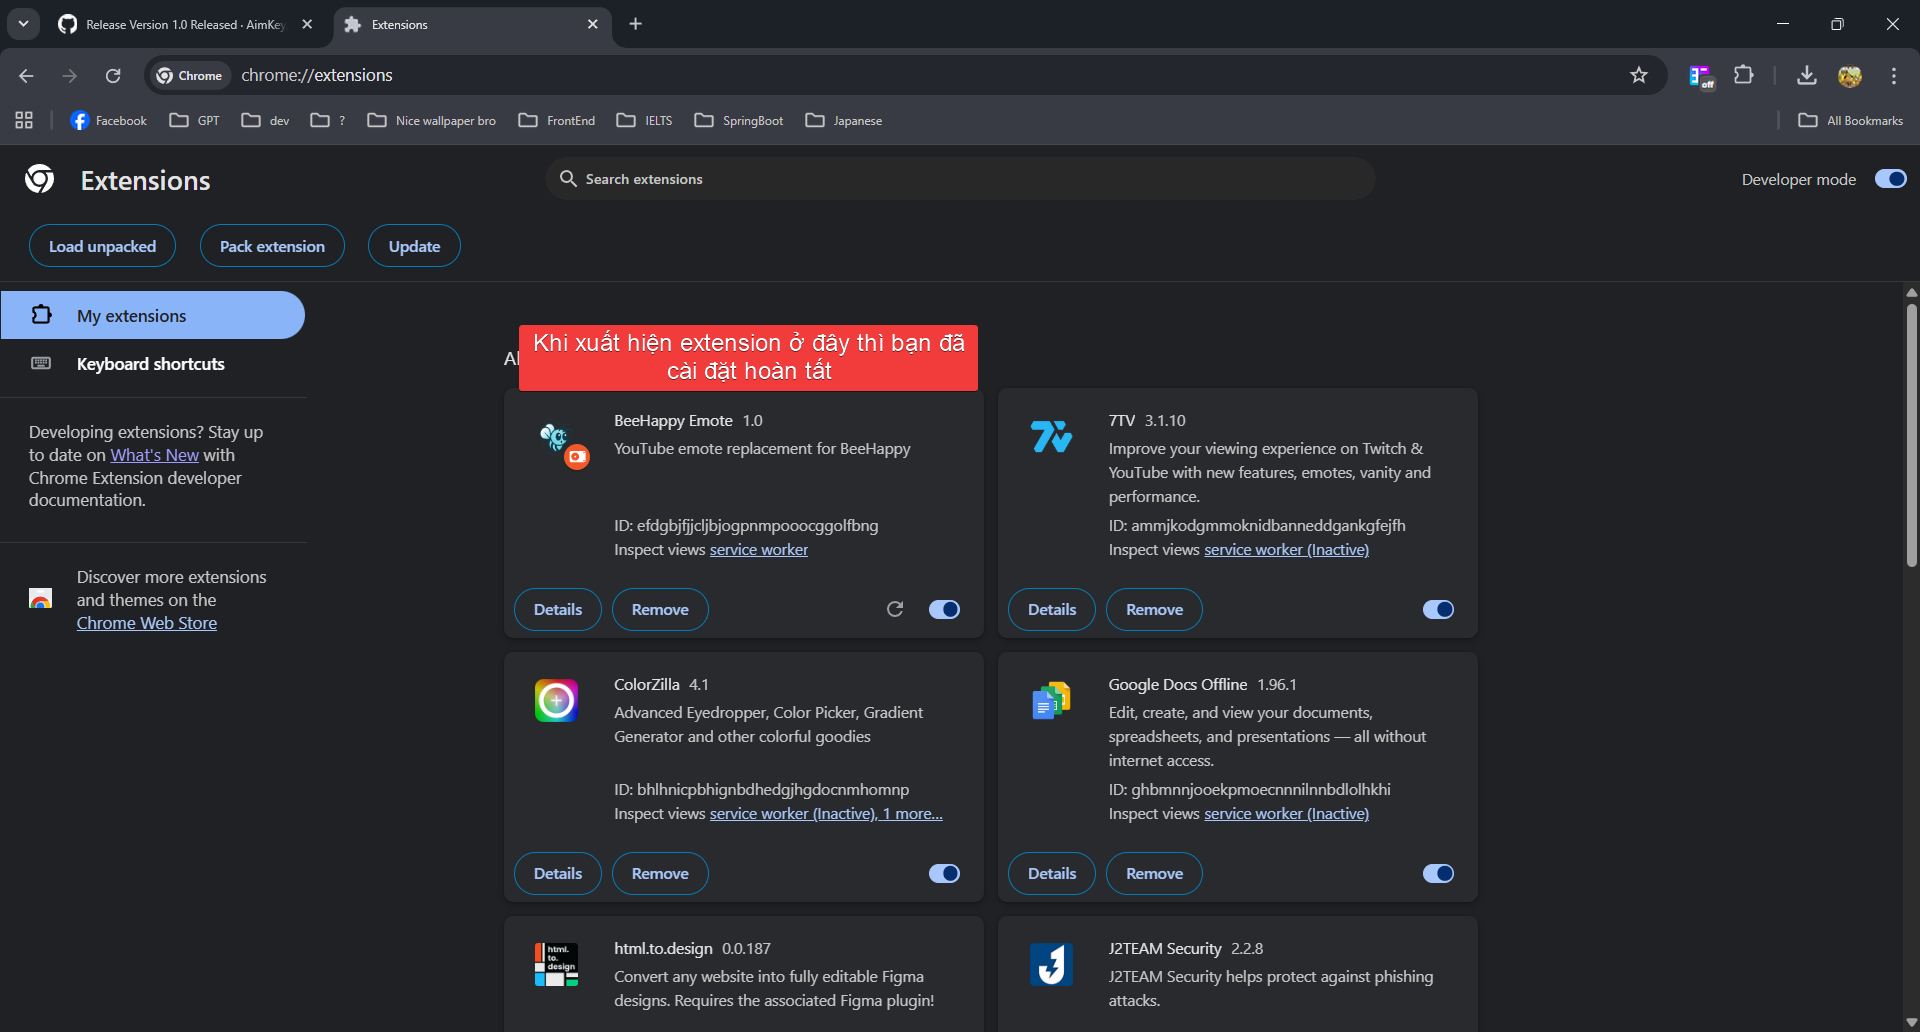 Release Version 1.0 Released · AimKey
Extensions
Chrome
chrome://extensions
off
Facebook
GPT
dev
?
Nice wallpaper bro
FrontEnd
IELTS
SpringBoot
Japanese
All Bookmarks
Extensions
Search extensions
Developer mode
Load unpacked
Pack extension
Update
My extensions
Keyboard shortcuts
Developing extensions? Stay up
to date on What's New with
Chrome Extension developer
documentation.
Discover more extensions
and themes on the
Chrome Web Store
Khi xuất hiện extension ở đây thì bạn đã
cài đặt hoàn tất
BeeHappy Emote 1.0
YouTube emote replacement for BeeHappy
ID: efdgbjfjjcljbjogpnmpooocggolfbng
Inspect views service worker
Details
Remove
7TV 3.1.10
Improve your viewing experience on Twitch &
YouTube with new features, emotes, vanity and
performance.
ID: ammjkodgmmoknidbanneddgankgfejfh
Inspect views service worker (Inactive)
Details
Remove
ColorZilla 4.1
Advanced Eyedropper, Color Picker, Gradient
Generator and other colorful goodies
ID: bhlhnicpbhignbdhedgjhgdocnmhomnp
Inspect views service worker (Inactive), 1 more...
Details
Remove
Google Docs Offline 1.96.1
Edit, create, and view your documents,
spreadsheets, and presentations — all without
internet access.
ID: ghbmnnjooekpmoecnnnilnnbdlolhkhi
Inspect views service worker (Inactive)
Details
Remove
html.
to.
design
html.to.design 0.0.187
Convert any website into fully editable Figma
designs. Requires the associated Figma plugin!
J2TEAM Security 2.2.8
J2TEAM Security helps protect against phishing
attacks.